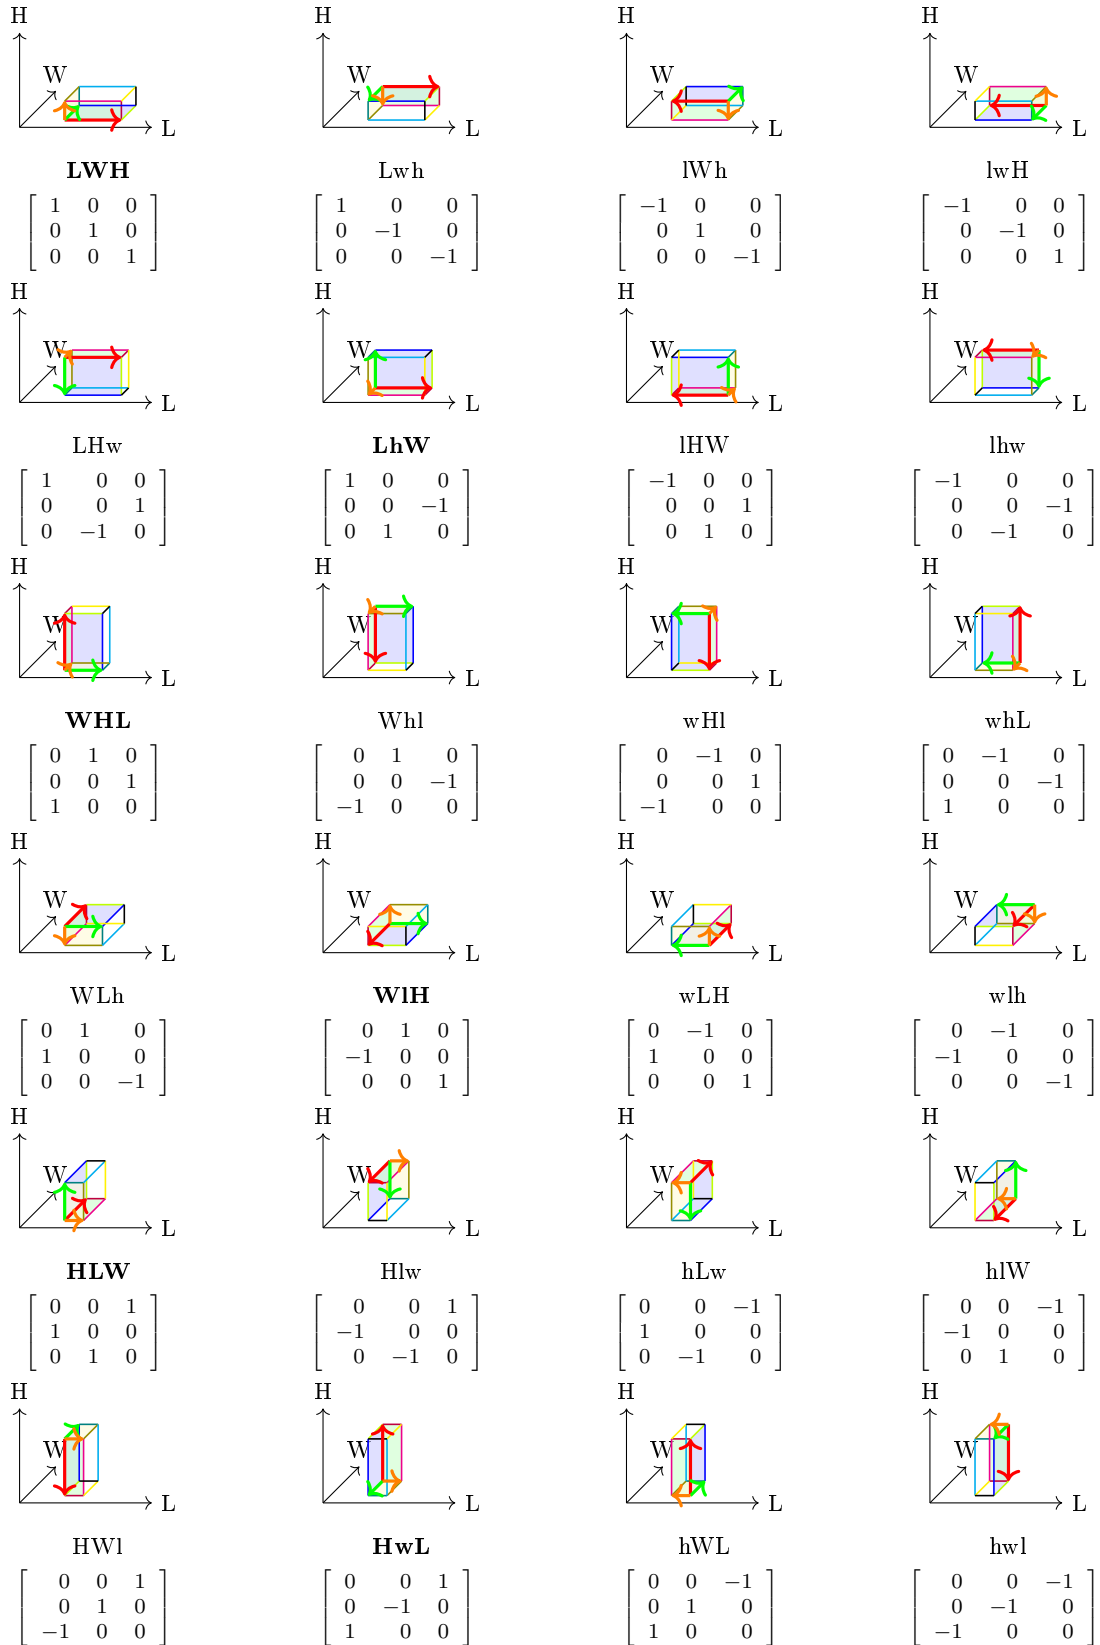 H H H H
W W W W
L L L L
LWH Lwh lWh lwH
[ 1 0 0 ] [ 1 0 0 ] [ −1 0 0 ] [ −1 0 0 ]
[ 0 1 0 ] [ 0 −1 0 ] [ 0 1 0 ] [ 0 −1 0 ]
[ 0 0 1 ] [ 0 0 −1 ] [ 0 0 −1 ] [ 0 0 1 ]
H H H H
W W W W
L L L L
LHw LhW lHW lhw
[ 1 0 0 ] [ 1 0 0 ] [ −1 0 0 ] [ −1 0 0 ]
[ 0 0 1 ] [ 0 0 −1 ] [ 0 0 1 ] [ 0 0 −1 ]
[ 0 −1 0 ] [ 0 1 0 ] [ 0 1 0 ] [ 0 −1 0 ]
H H H H
W W W W
L L L L
WHL Whl wHl whL
[ 0 1 0 ] [ 0 1 0 ] [ 0 −1 0 ] [ 0 −1 0 ]
[ 0 0 1 ] [ 0 0 −1 ] [ 0 0 1 ] [ 0 0 −1 ]
[ 1 0 0 ] [ −1 0 0 ] [ −1 0 0 ] [ 1 0 0 ]
H H H H
W W W W
L L L L
WLh WlH wLH wlh
[ 0 1 0 ] [ 0 1 0 ] [ 0 −1 0 ] [ 0 −1 0 ]
[ 1 0 0 ] [ −1 0 0 ] [ 1 0 0 ] [ −1 0 0 ]
[ 0 0 −1 ] [ 0 0 1 ] [ 0 0 1 ] [ 0 0 −1 ]
H H H H
W W W W
L L L L
HLW Hlw hLw hlW
[ 0 0 1 ] [ 0 0 1 ] [ 0 0 −1 ] [ 0 0 −1 ]
[ 1 0 0 ] [ −1 0 0 ] [ 1 0 0 ] [ −1 0 0 ]
[ 0 1 0 ] [ 0 −1 0 ] [ 0 −1 0 ] [ 0 1 0 ]
H H H H
W W W W
L L L L
HWl HwL hWL hwl
[ 0 0 1 ] [ 0 0 1 ] [ 0 0 −1 ] [ 0 0 −1 ]
[ 0 1 0 ] [ 0 −1 0 ] [ 0 1 0 ] [ 0 −1 0 ]
[ −1 0 0 ] [ 1 0 0 ] [ 1 0 0 ] [ −1 0 0 ]